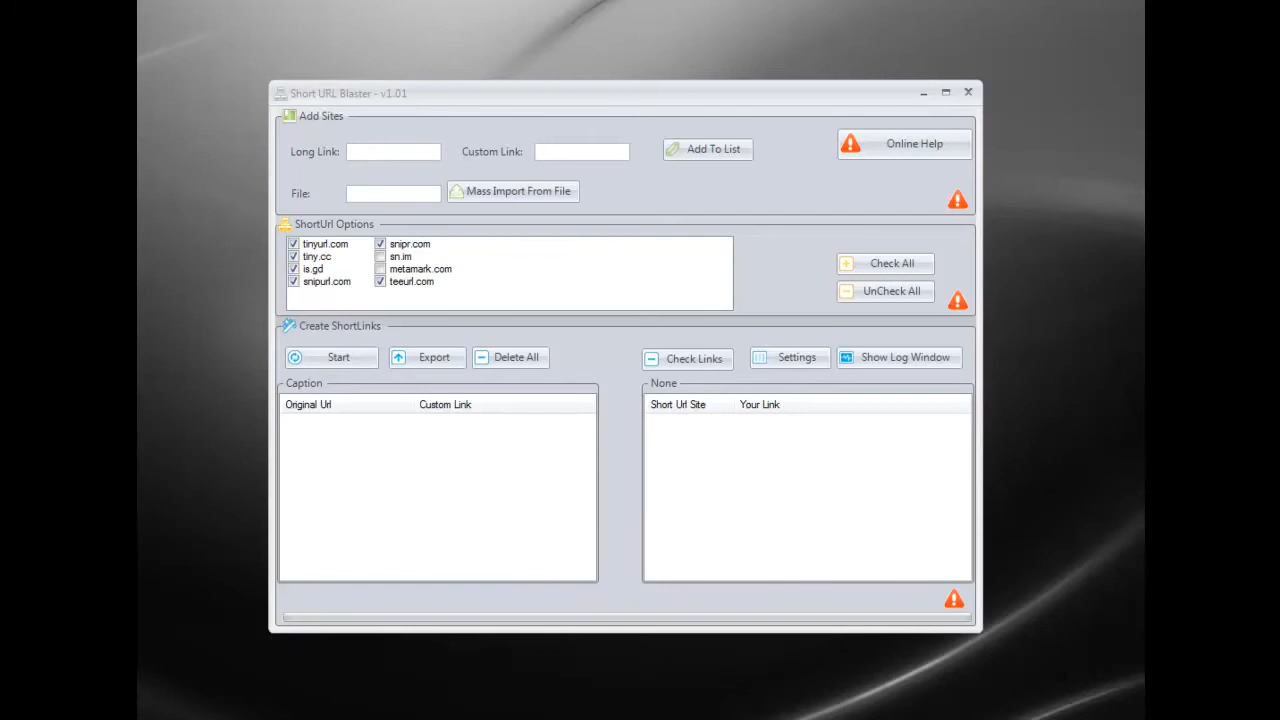 Short URL Blaster - v1.01
Add Sites
Long Link: Custom Link: Add To List Online Help
File: Mass Import From File
ShortUrl Options
tinyurl.com snipr.com
tiny.cc sn.im
is.gd metamark.com
snipurl.com teeurl.com
Check All
UnCheck All
Create ShortLinks
Start Export Delete All Check Links Settings Show Log Window
Caption None
Original Url Custom Link Short Url Site Your Link